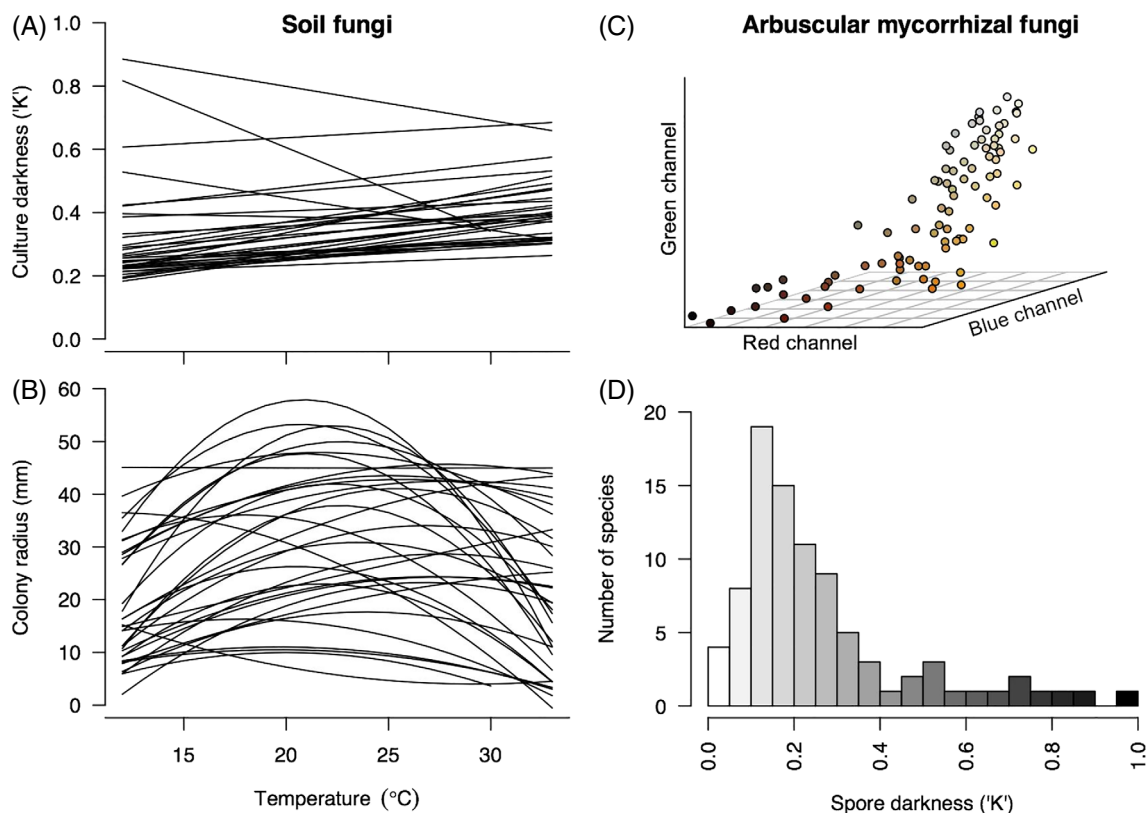 (A)
Soil fungi
1.0
0.8
0.6
0.4
0.2
0.0
Culture darkness ('K')
(B)
60
50
40
30
20
10
0
Colony radius (mm)
15
20
25
30
Temperature (°C)
(C)
Arbuscular mycorrhizal fungi
Green channel
Blue channel
Red channel
(D)
20
15
10
5
0
Number of species
0.0
0.2
0.4
0.6
0.8
1.0
Spore darkness ('K')